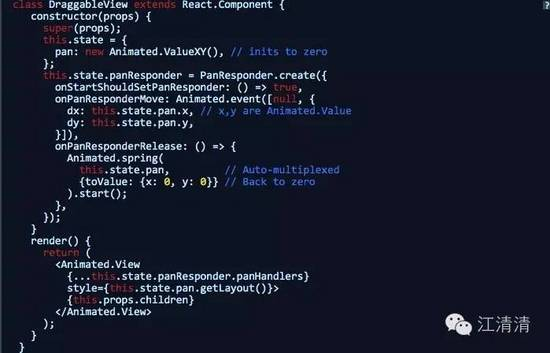 class DraggableView extends React.Component {
  constructor(props) {
    super(props);
    this.state = {
      pan: new Animated.ValueXY(), // inits to zero
    };
    this.state.panResponder = PanResponder.create({
      onStartShouldSetPanResponder: () => true,
      onPanResponderMove: Animated.event([null, {
        dx: this.state.pan.x, // x,y are Animated.Value
        dy: this.state.pan.y,
      }]),
      onPanResponderRelease: () => {
        Animated.spring(
          this.state.pan,         // Auto-multiplexed
          {toValue: {x: 0, y: 0}} // Back to zero
        ).start();
      },
    });
  }
  render() {
    return (
      <Animated.View
        {...this.state.panResponder.panHandlers}
        style={this.state.pan.getLayout()}>
        {this.props.children}
      </Animated.View>
    );
  }
}
江清清